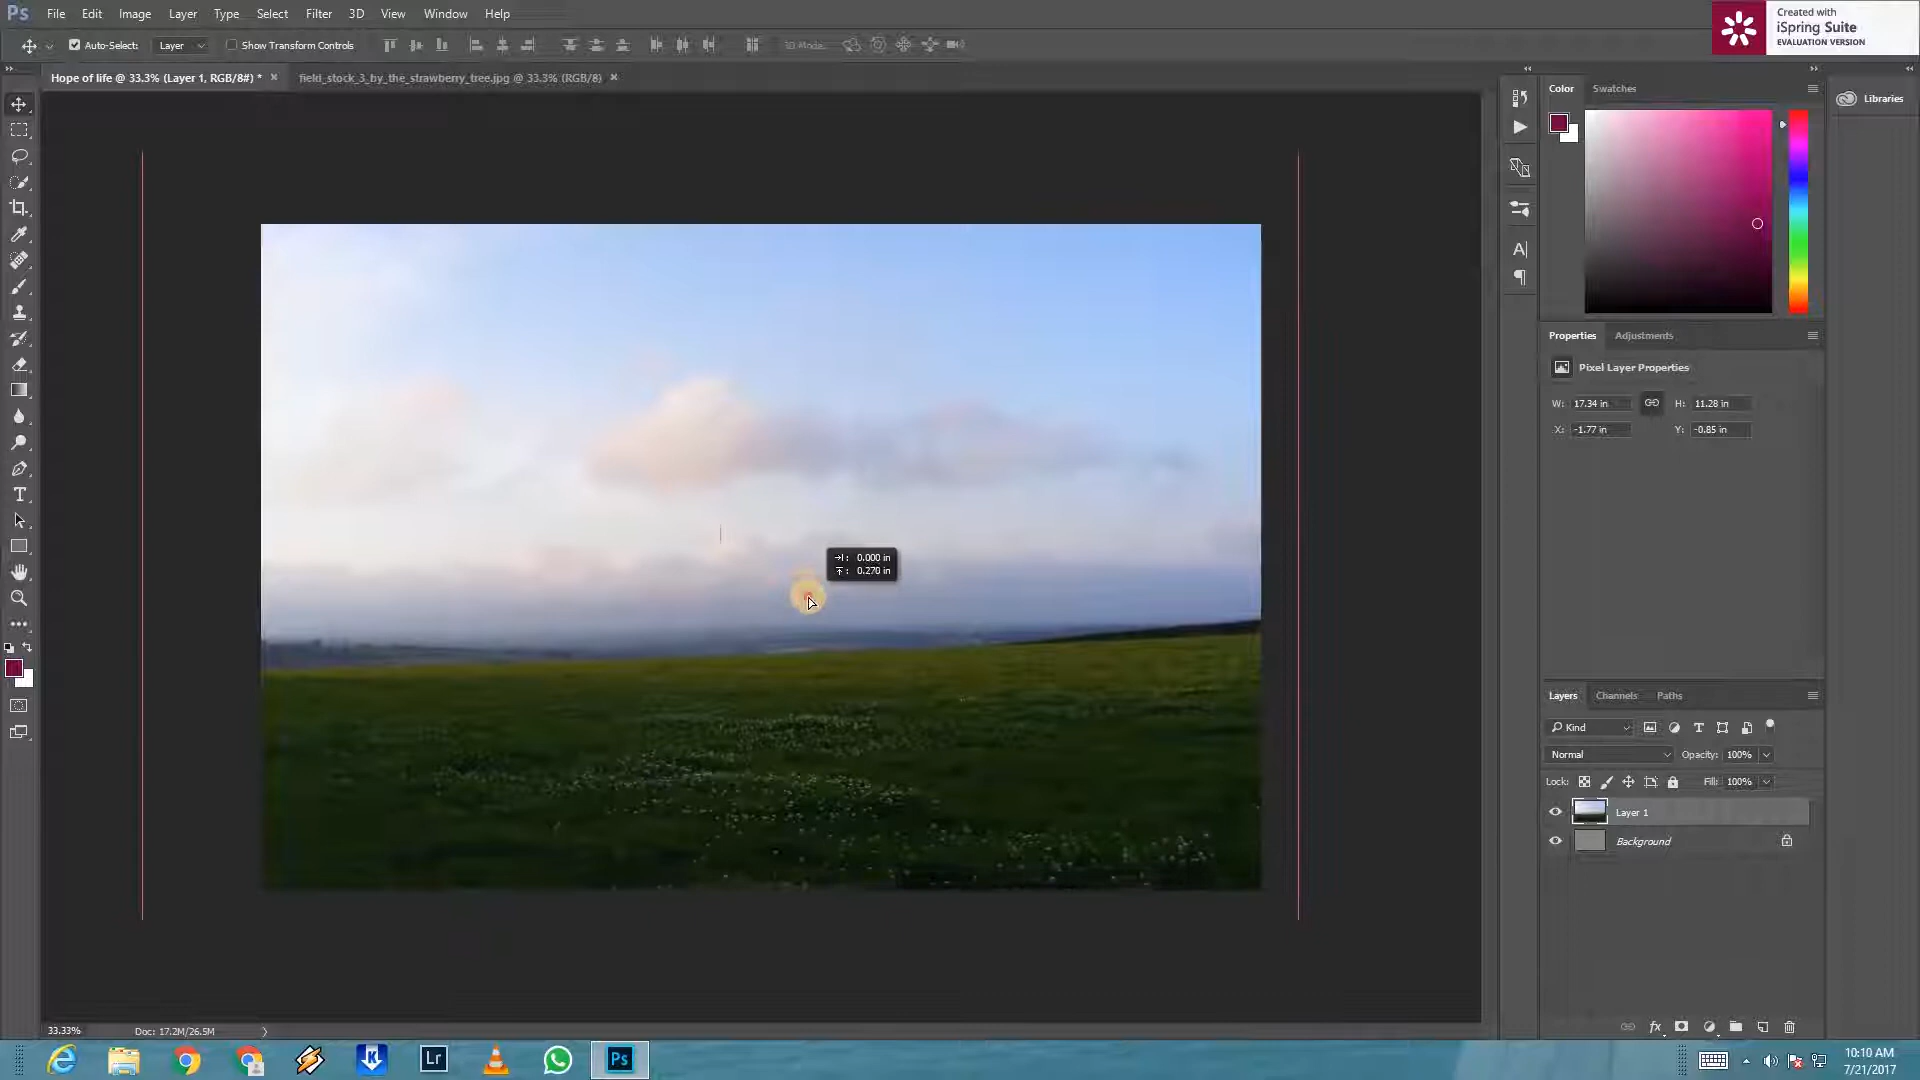 Ps File Edit Image Layer Type Select Filter 3D View Window Help
Created with
iSpring Suite
EVALUATION VERSION
Auto-Select: Layer Show Transform Controls 3D Mode:
Hope of life @ 33.3% (Layer 1, RGB/8#) * ×
field_stock_3_by_the_strawberry_tree.jpg @ 33.3% (RGB/8) ×
Color Swatches
Libraries
Properties Adjustments
Pixel Layer Properties
W: 17.34 in H: 11.28 in
X: -1.77 in Y: -0.85 in
0.000 in
0.270 in
Layers Channels Paths
Kind
Normal Opacity: 100%
Lock: Fill: 100%
Layer 1
Background
33.33% Doc: 17.2M/26.5M
Lr Ps
10:10 AM
7/21/2017